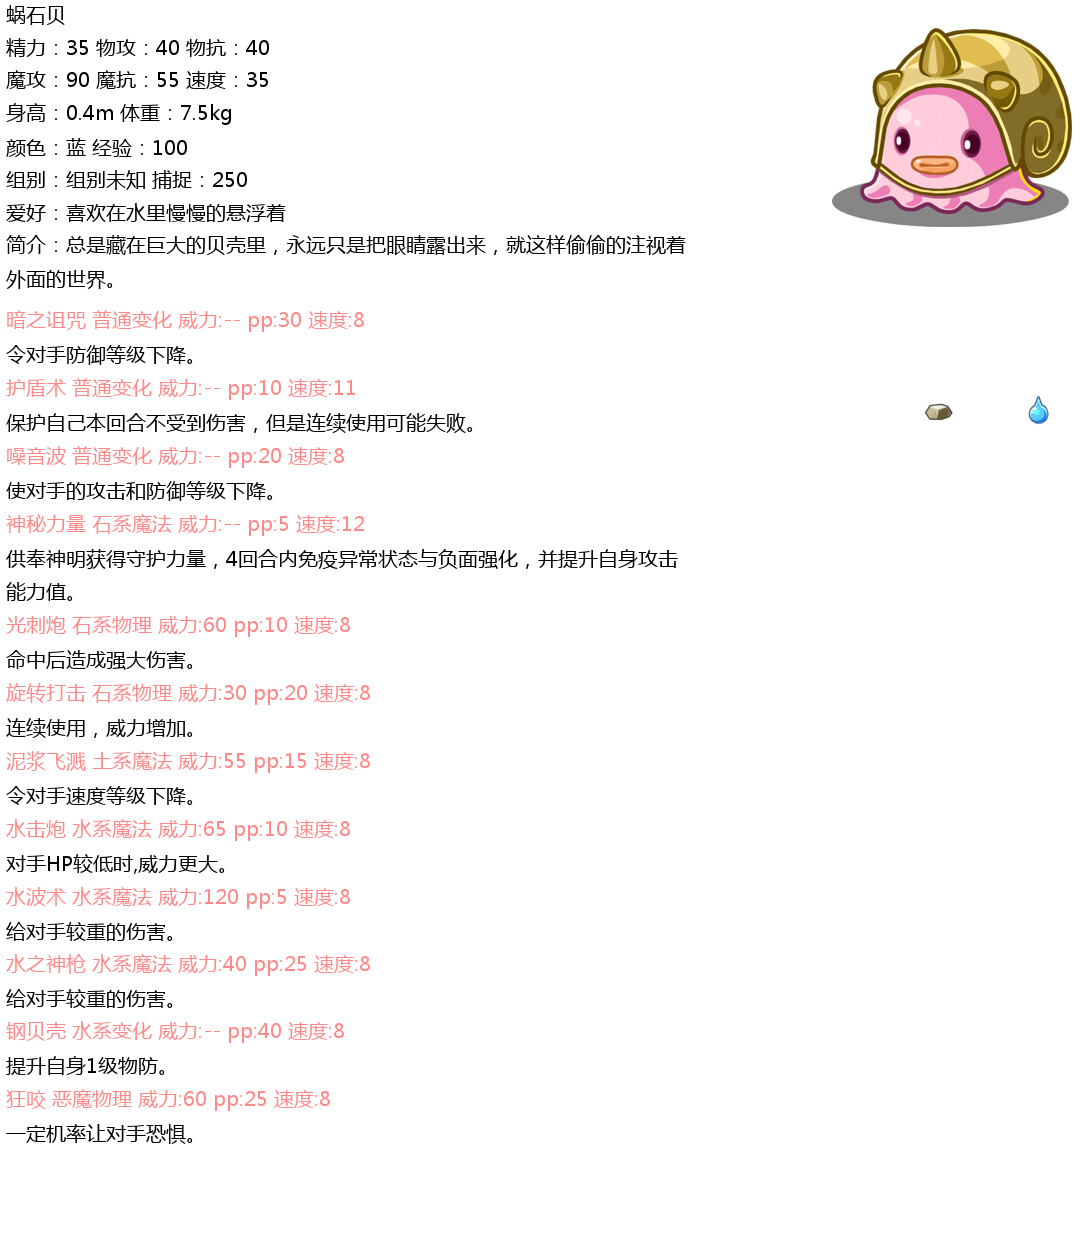 蜗石贝
精力：35 物攻：40 物抗：40
魔攻：90 魔抗：55 速度：35
身高：0.4m 体重：7.5kg
颜色：蓝 经验：100
组别：组别未知 捕捉：250
爱好：喜欢在水里慢慢的悬浮着
简介：总是藏在巨大的贝壳里，永远只是把眼睛露出来，就这样偷偷的注视着
外面的世界。
暗之诅咒 普通变化 威力:-- pp:30 速度:8
令对手防御等级下降。
护盾术 普通变化 威力:-- pp:10 速度:11
保护自己本回合不受到伤害，但是连续使用可能失败。
噪音波 普通变化 威力:-- pp:20 速度:8
使对手的攻击和防御等级下降。
神秘力量 石系魔法 威力:-- pp:5 速度:12
供奉神明获得守护力量，4回合内免疫异常状态与负面强化，并提升自身攻击
能力值。
光刺炮 石系物理 威力:60 pp:10 速度:8
命中后造成强大伤害。
旋转打击 石系物理 威力:30 pp:20 速度:8
连续使用，威力增加。
泥浆飞溅 土系魔法 威力:55 pp:15 速度:8
令对手速度等级下降。
水击炮 水系魔法 威力:65 pp:10 速度:8
对手HP较低时,威力更大。
水波术 水系魔法 威力:120 pp:5 速度:8
给对手较重的伤害。
水之神枪 水系魔法 威力:40 pp:25 速度:8
给对手较重的伤害。
钢贝壳 水系变化 威力:-- pp:40 速度:8
提升自身1级物防。
狂咬 恶魔物理 威力:60 pp:25 速度:8
一定机率让对手恐惧。